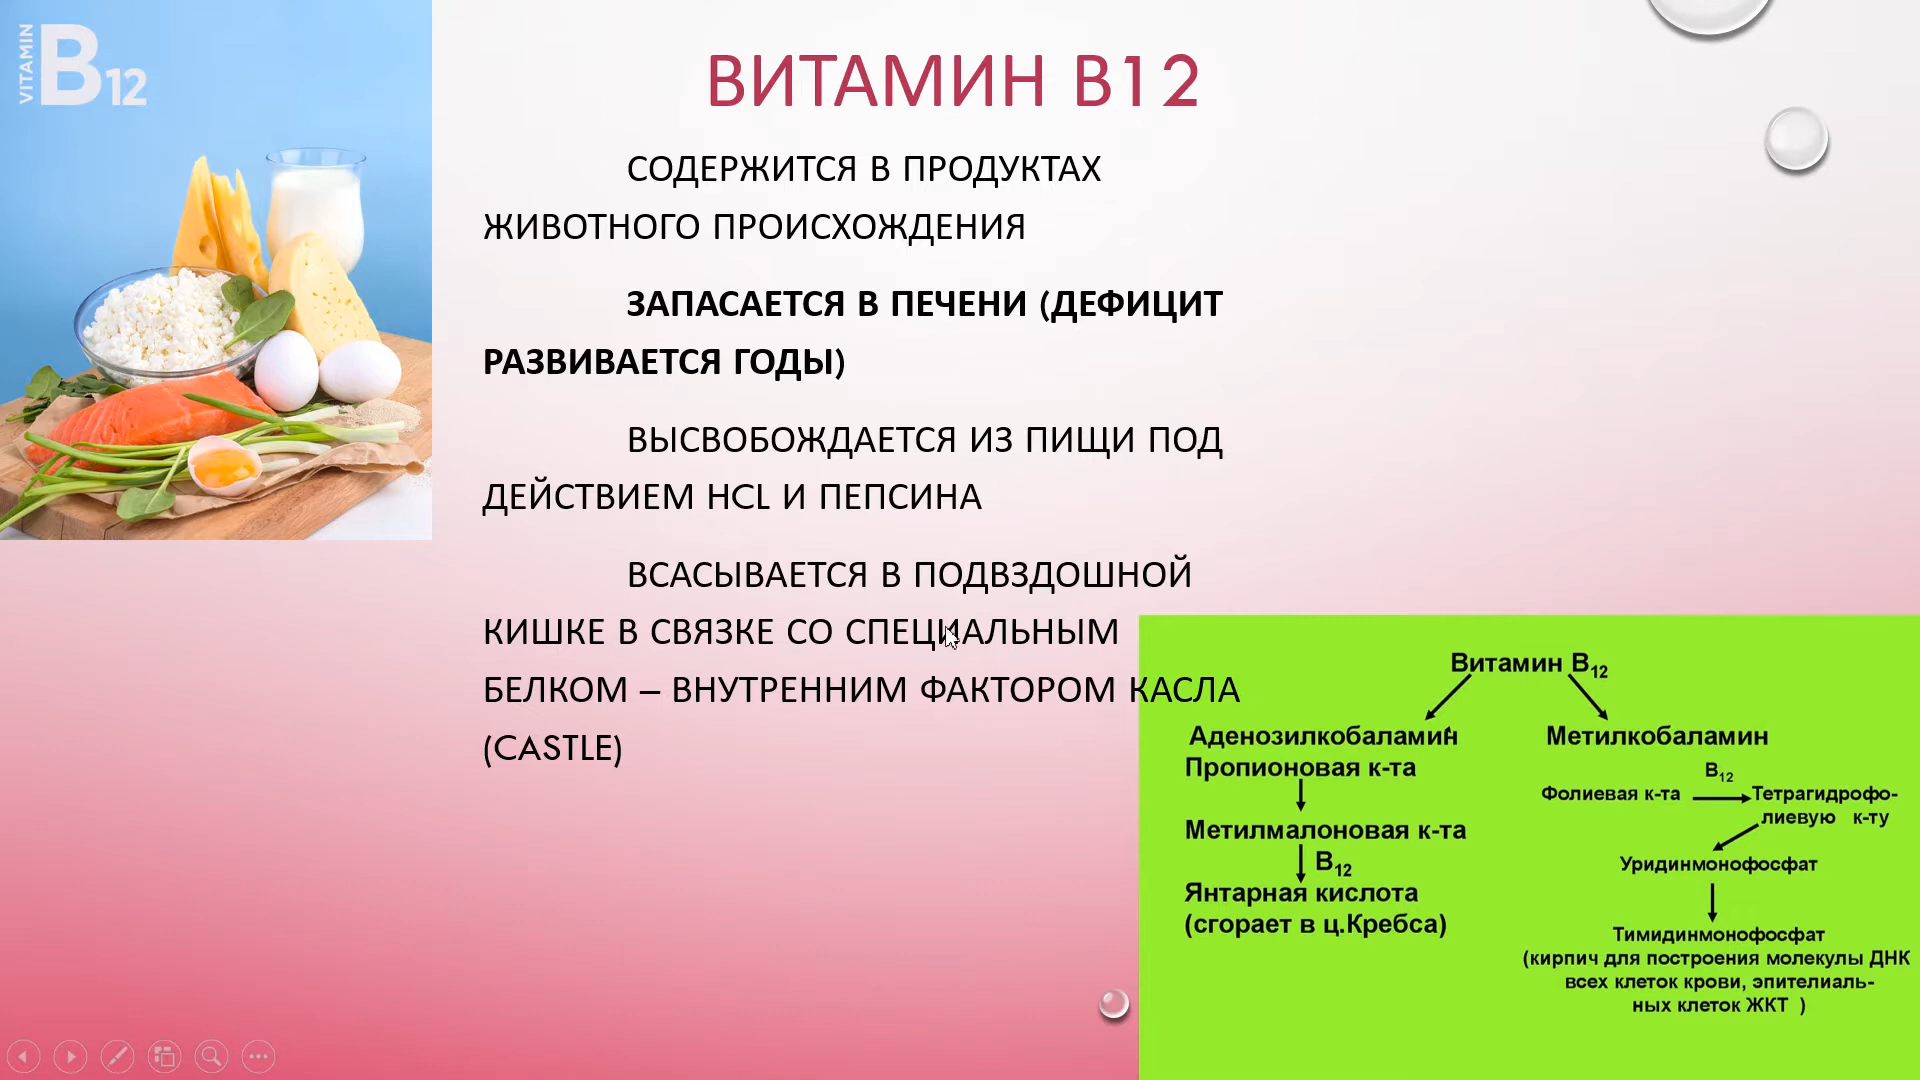 VITAMIN B12
ВИТАМИН В12
СОДЕРЖИТСЯ В ПРОДУКТАХ
ЖИВОТНОГО ПРОИСХОЖДЕНИЯ
ЗАПАСАЕТСЯ В ПЕЧЕНИ (ДЕФИЦИТ
РАЗВИВАЕТСЯ ГОДЫ)
ВЫСВОБОЖДАЕТСЯ ИЗ ПИЩИ ПОД
ДЕЙСТВИЕМ HCL И ПЕПСИНА
ВСАСЫВАЕТСЯ В ПОДВЗДОШНОЙ
КИШКЕ В СВЯЗКЕ СО СПЕЦИАЛЬНЫМ
БЕЛКОМ – ВНУТРЕННИМ ФАКТОРОМ КАСЛА
(CASTLE)
Витамин В12
Аденозилкобаламин
Пропионовая к-та
Метилмалоновая к-та
В12
Янтарная кислота
(сгорает в ц.Кребса)
Метилкобаламин
В12
Фолиевая к-та Тетрагидрофо-
лиевую к-ту
Уридинмонофосфат
Тимидинмонофосфат
(кирпич для построения молекулы ДНК
всех клеток крови, эпителиаль-
ных клеток ЖКТ )